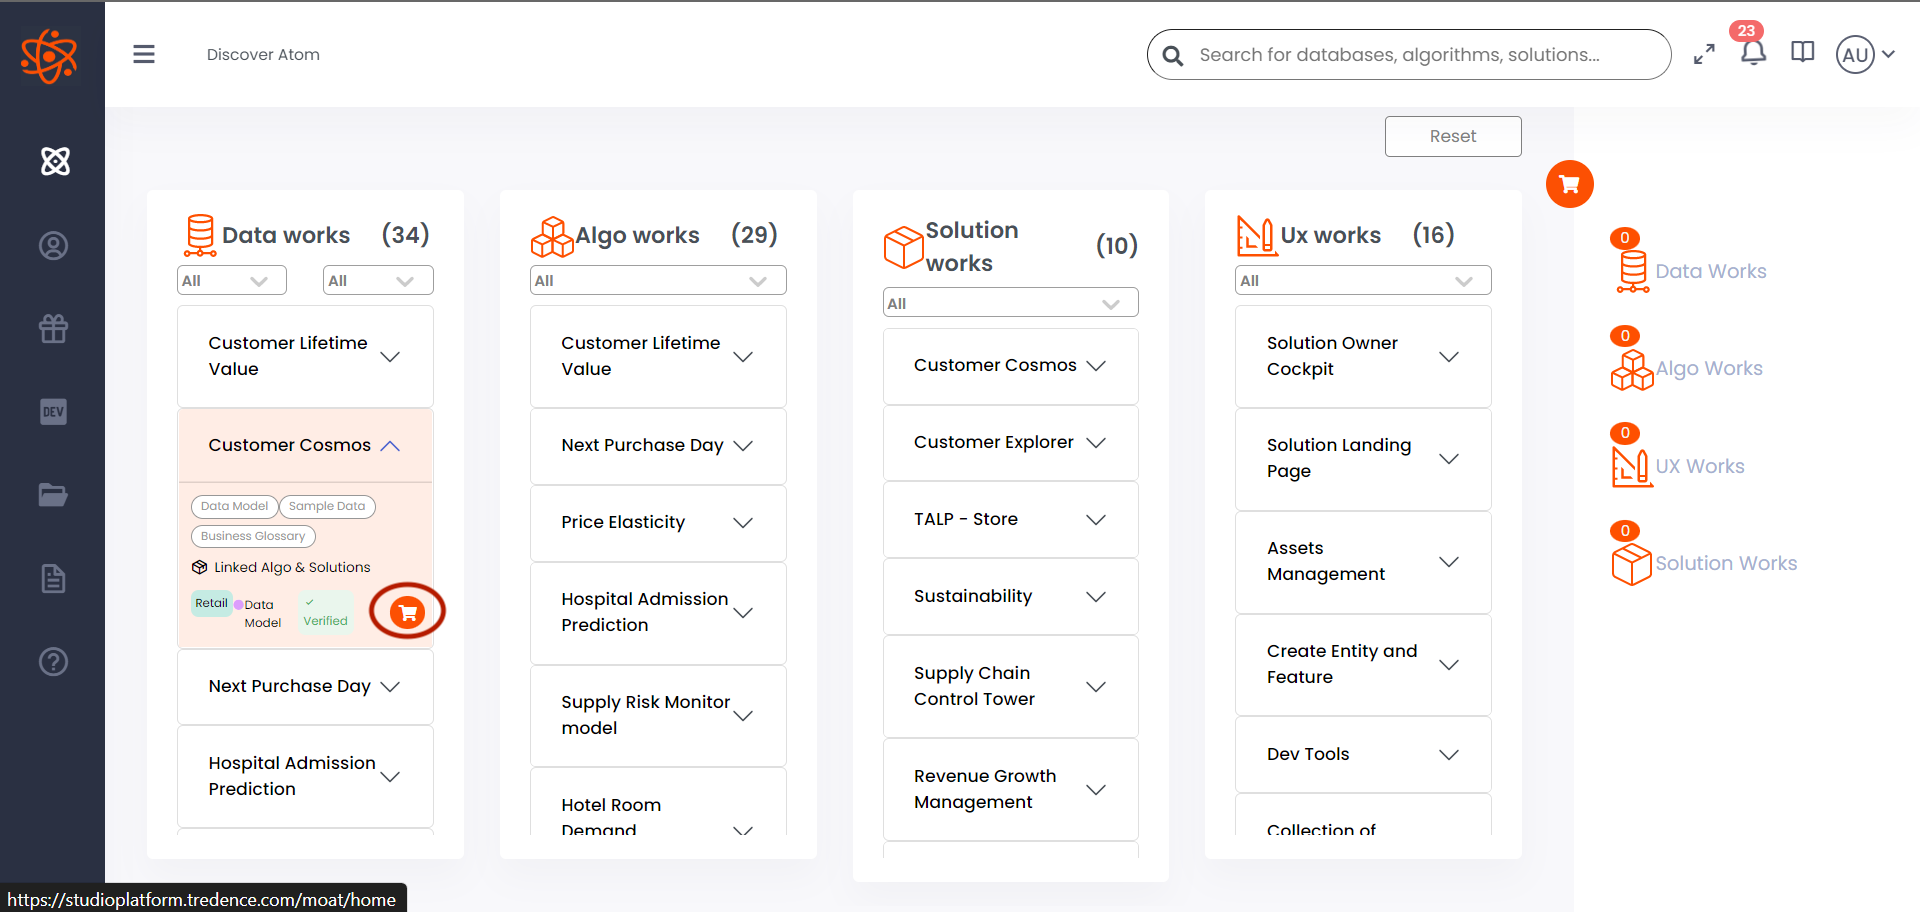 Discover Atom
Search for databases, algorithms, solutions...
23
AU
DEV
Reset
Data works (34)
All
All
Customer Lifetime
Value
Customer Cosmos
Data Model
Sample Data
Business Glossary
Linked Algo & Solutions
Retail
Data
Model
✓
Verified
Next Purchase Day
Hospital Admission
Prediction
Algo works (29)
All
Customer Lifetime
Value
Next Purchase Day
Price Elasticity
Hospital Admission
Prediction
Supply Risk Monitor
model
Hotel Room
Demand
Solution
works
(10)
All
Customer Cosmos
Customer Explorer
TALP - Store
Sustainability
Supply Chain
Control Tower
Revenue Growth
Management
Ux works (16)
All
Solution Owner
Cockpit
Solution Landing
Page
Assets
Management
Create Entity and
Feature
Dev Tools
Collection of
0
Data Works
0
Algo Works
0
UX Works
0
Solution Works
https://studioplatform.tredence.com/moat/home